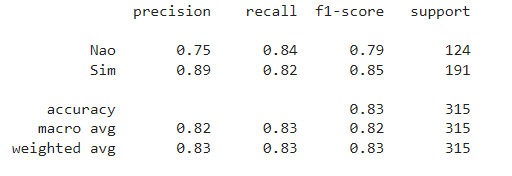 precision recall f1-score support
Nao 0.75 0.84 0.79 124
Sim 0.89 0.82 0.85 191
accuracy 0.83 315
macro avg 0.82 0.83 0.82 315
weighted avg 0.83 0.83 0.83 315